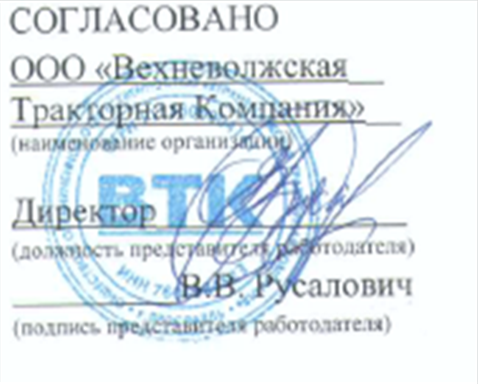 СОГЛАСОВАНО
ООО «Вехневолжская
Тракторная Компания»
(наименование организации)
ВТК
Директор
(должность представителя работодателя)
В.В. Русалович
(подпись представителя работодателя)